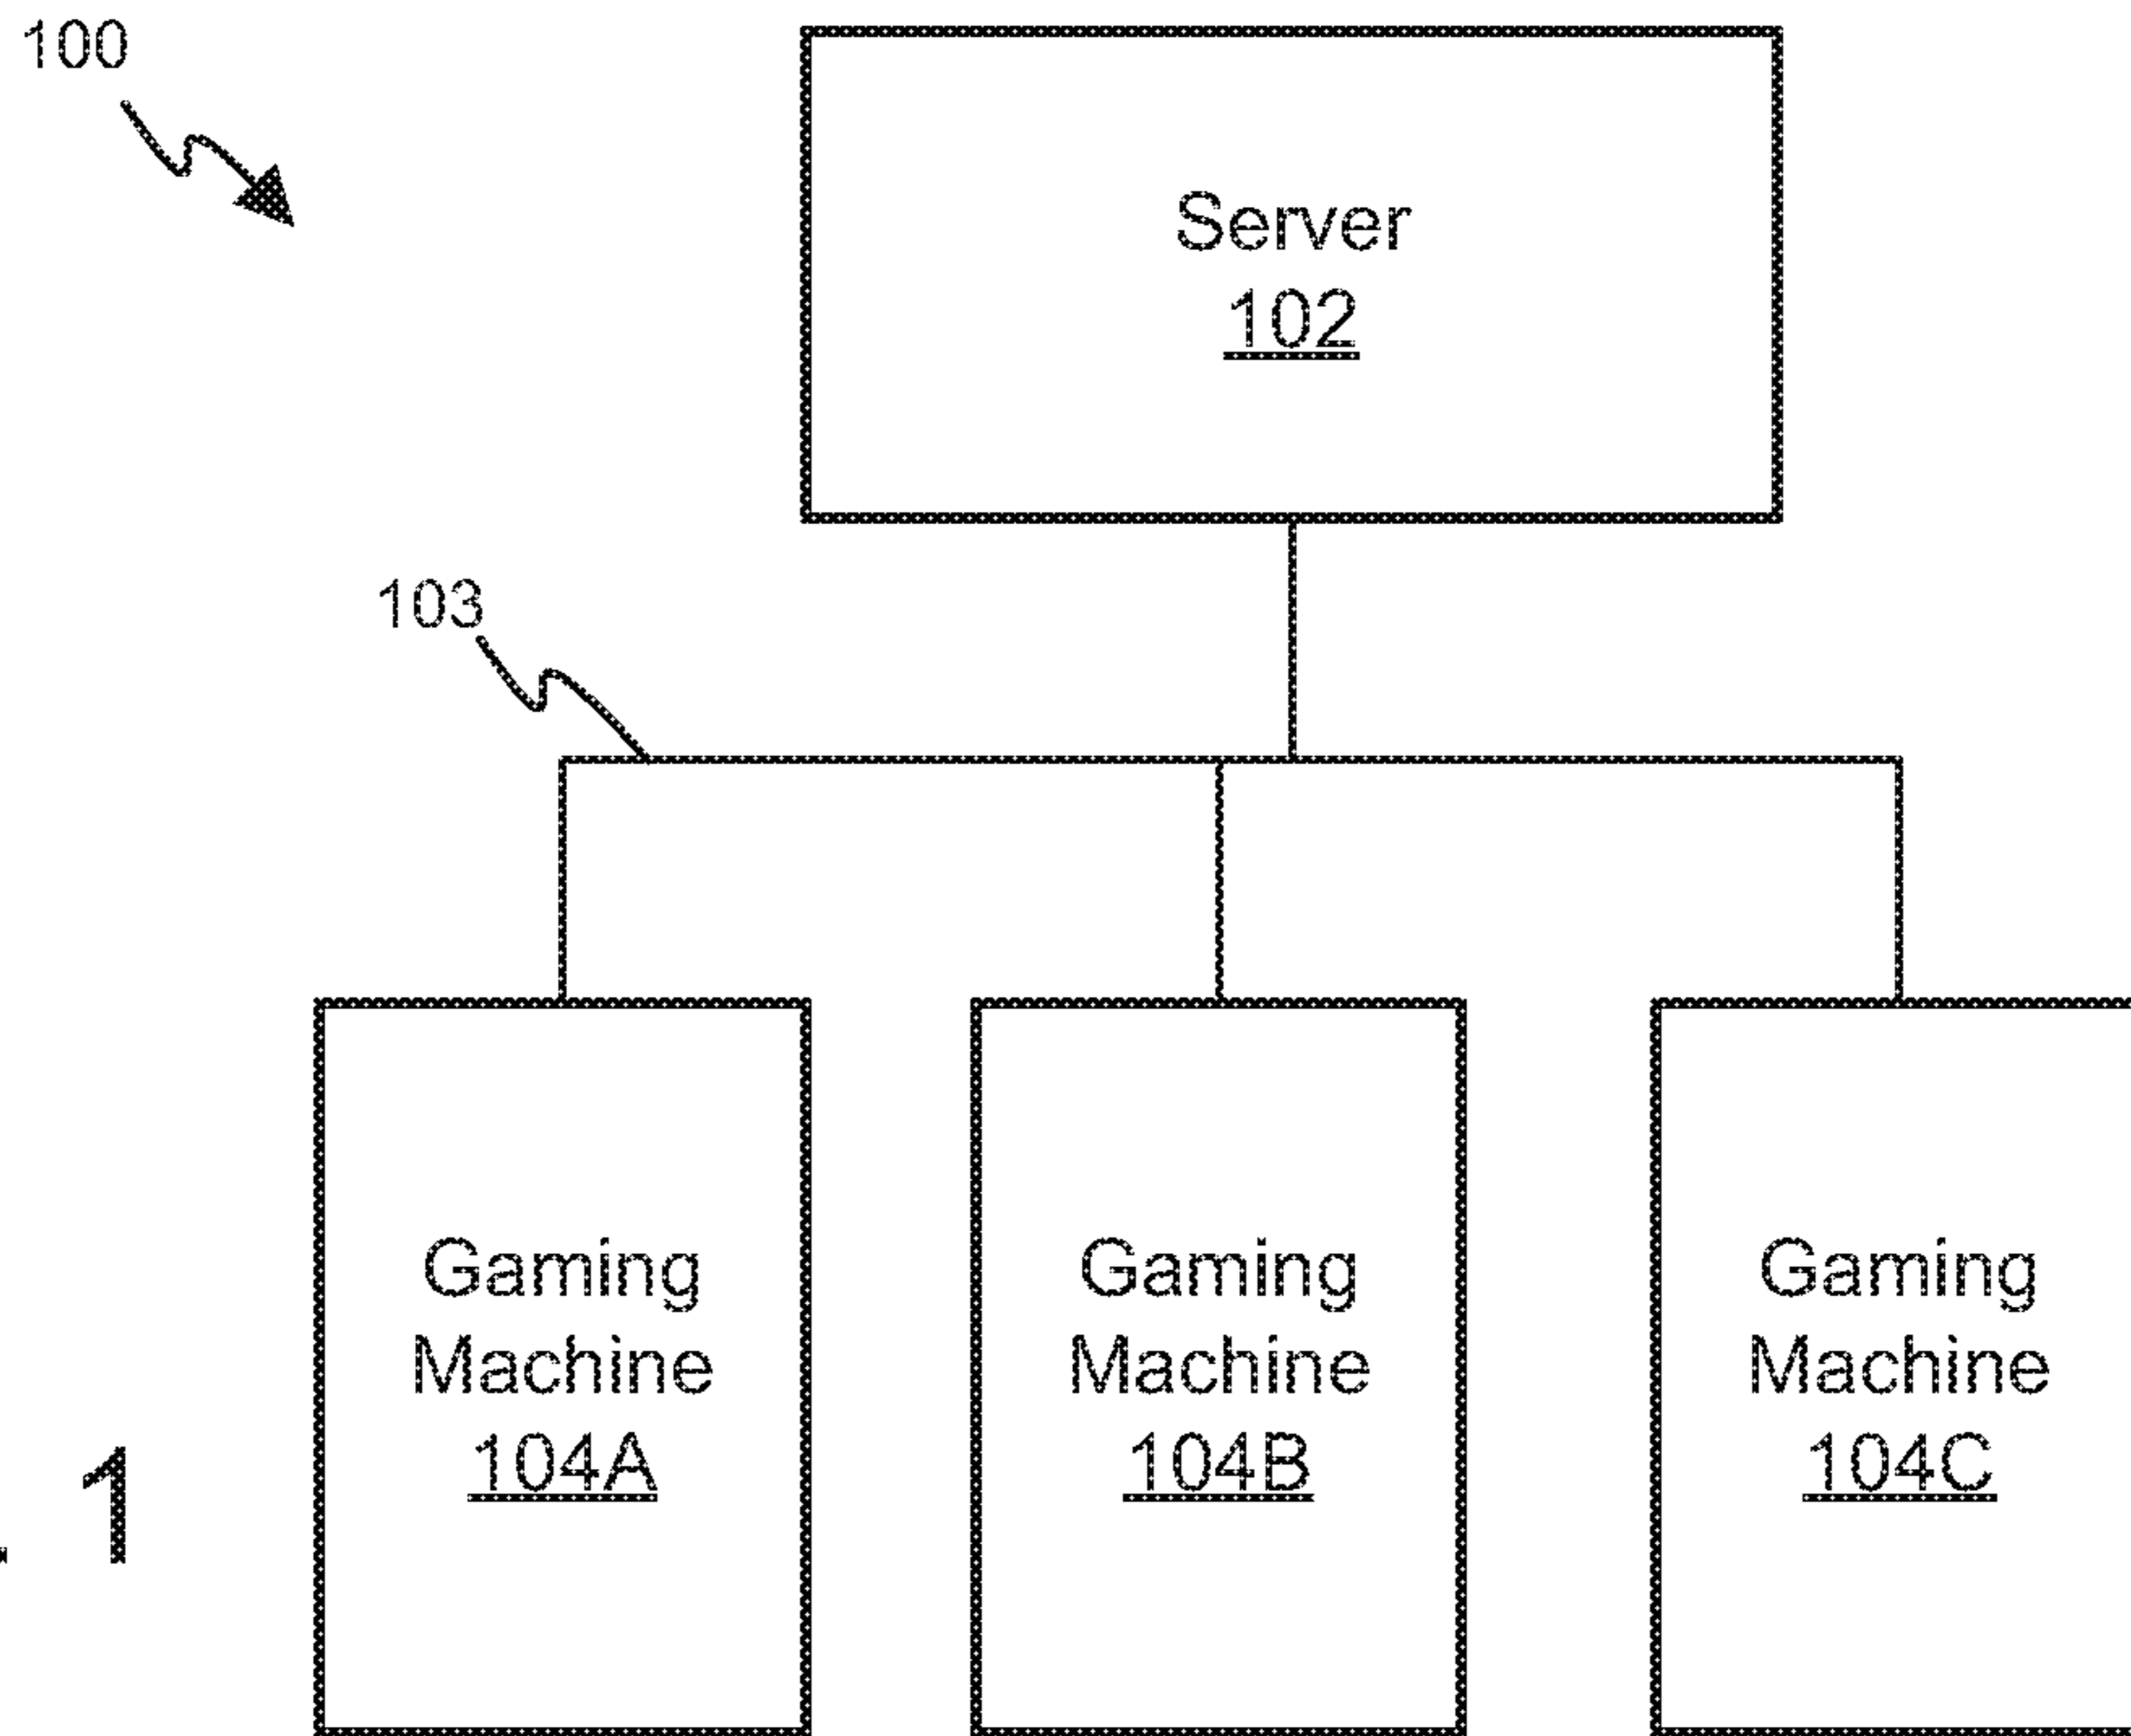 100
Server
102
103
Gaming
Machine
104A
Gaming
Machine
104B
Gaming
Machine
104C
. 1